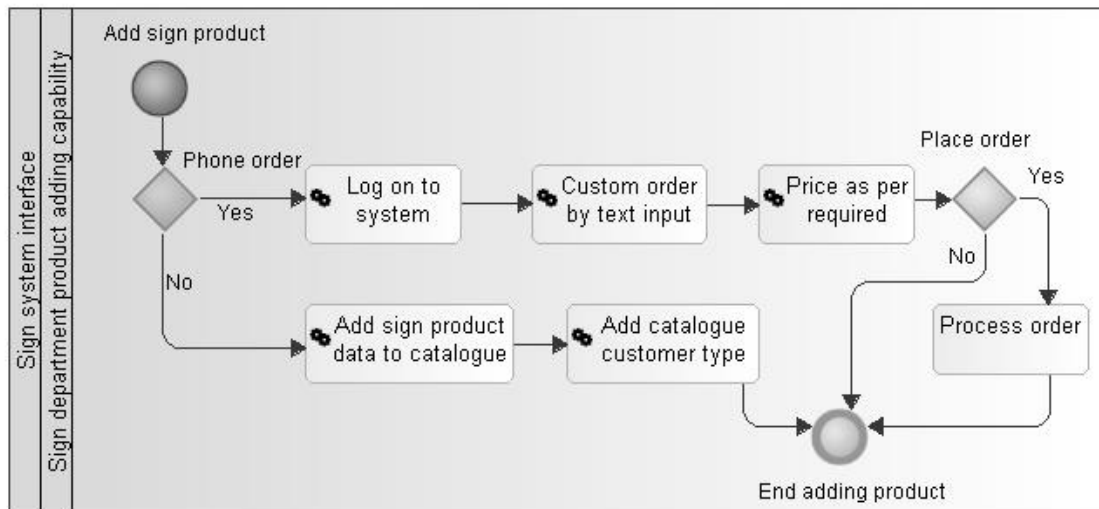 Sign system interface
Sign department product adding capability
Add sign product
Phone order
Yes
No
Log on to
system
Custom order
by text input
Price as per
required
Place order
Yes
No
Add sign product
data to catalogue
Add catalogue
customer type
Process order
End adding product